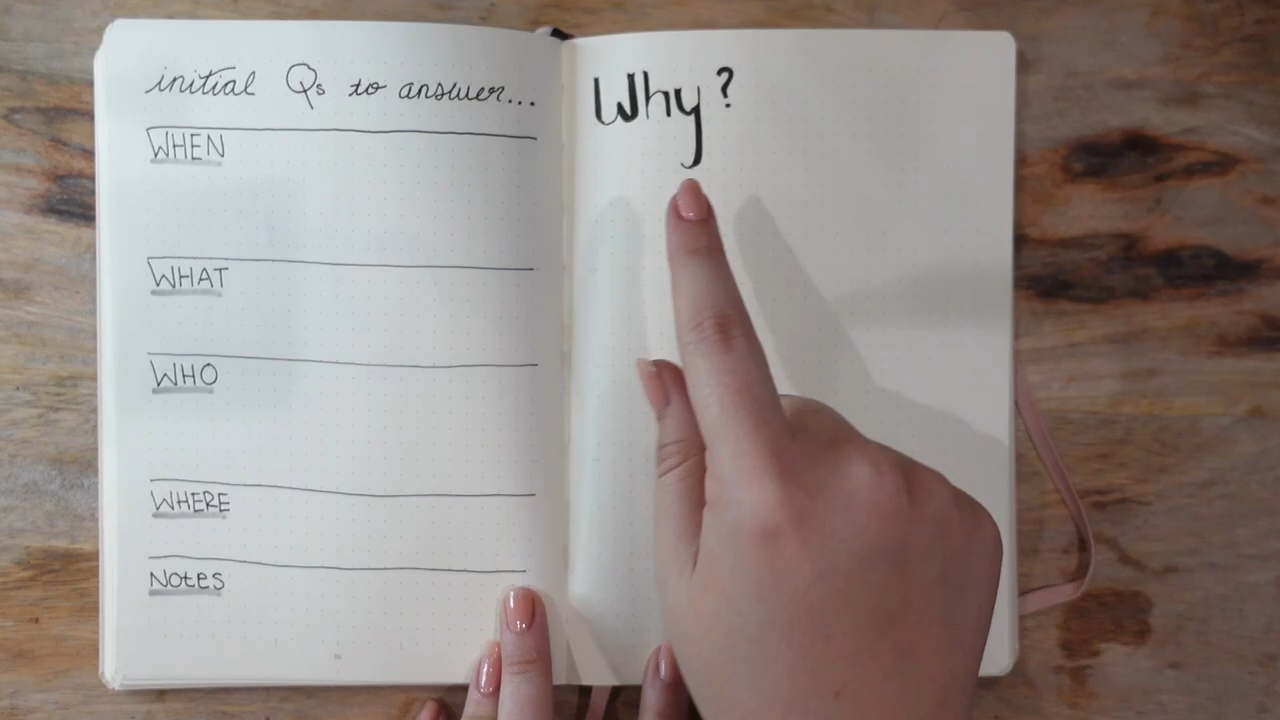 initial Qs to answer...
WHEN
WHAT
WHO
WHERE
Notes
Why?